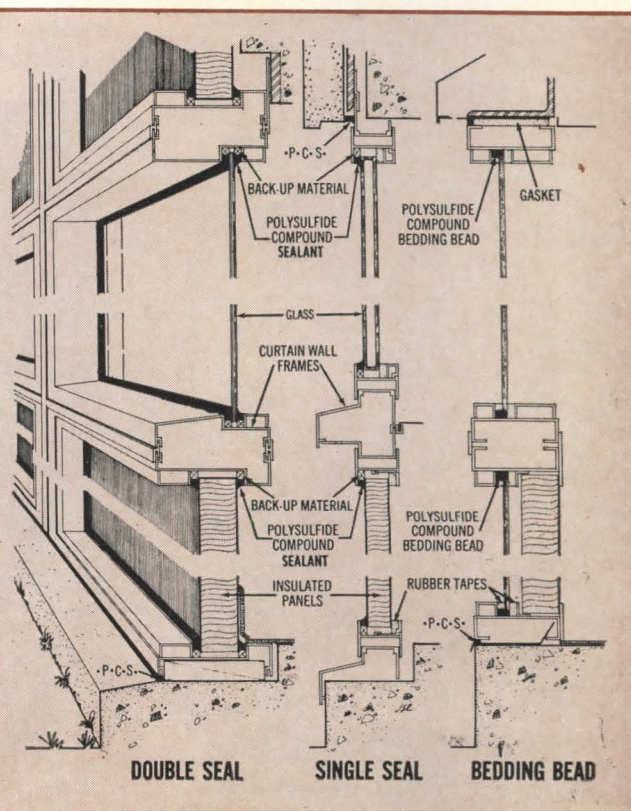 ·P·C·S·
BACK-UP MATERIAL
POLYSULFIDE
COMPOUND
SEALANT
GASKET
POLYSULFIDE
COMPOUND
BEDDING BEAD
GLASS
CURTAIN WALL
FRAMES
BACK-UP MATERIAL
POLYSULFIDE
COMPOUND
SEALANT
POLYSULFIDE
COMPOUND
BEDDING BEAD
INSULATED
PANELS
RUBBER TAPES
·P·C·S·
·P·C·S·
DOUBLE SEAL
SINGLE SEAL
BEDDING BEAD